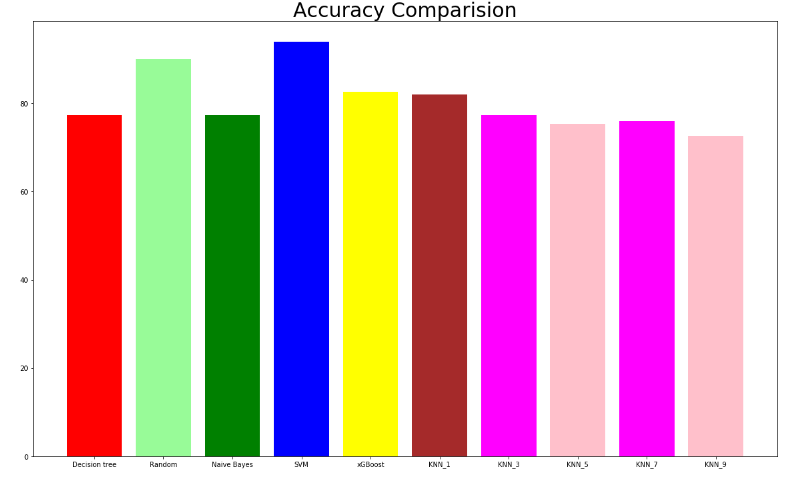 Accuracy Comparision
80
60
40
20
0
Decision tree Random Naive Bayes SVM xGBoost KNN_1 KNN_3 KNN_5 KNN_7 KNN_9